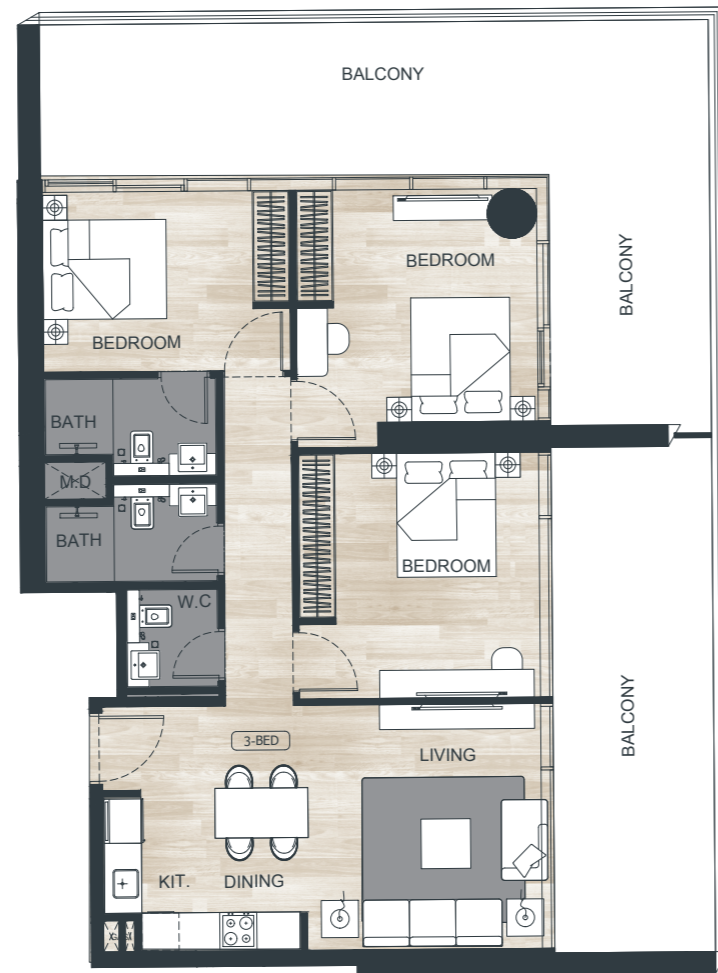 BALCONY
BALCONY
BEDROOM
BEDROOM
BATH
M.D
BATH
BEDROOM
W.C
BALCONY
3-BED
LIVING
KIT.
DINING